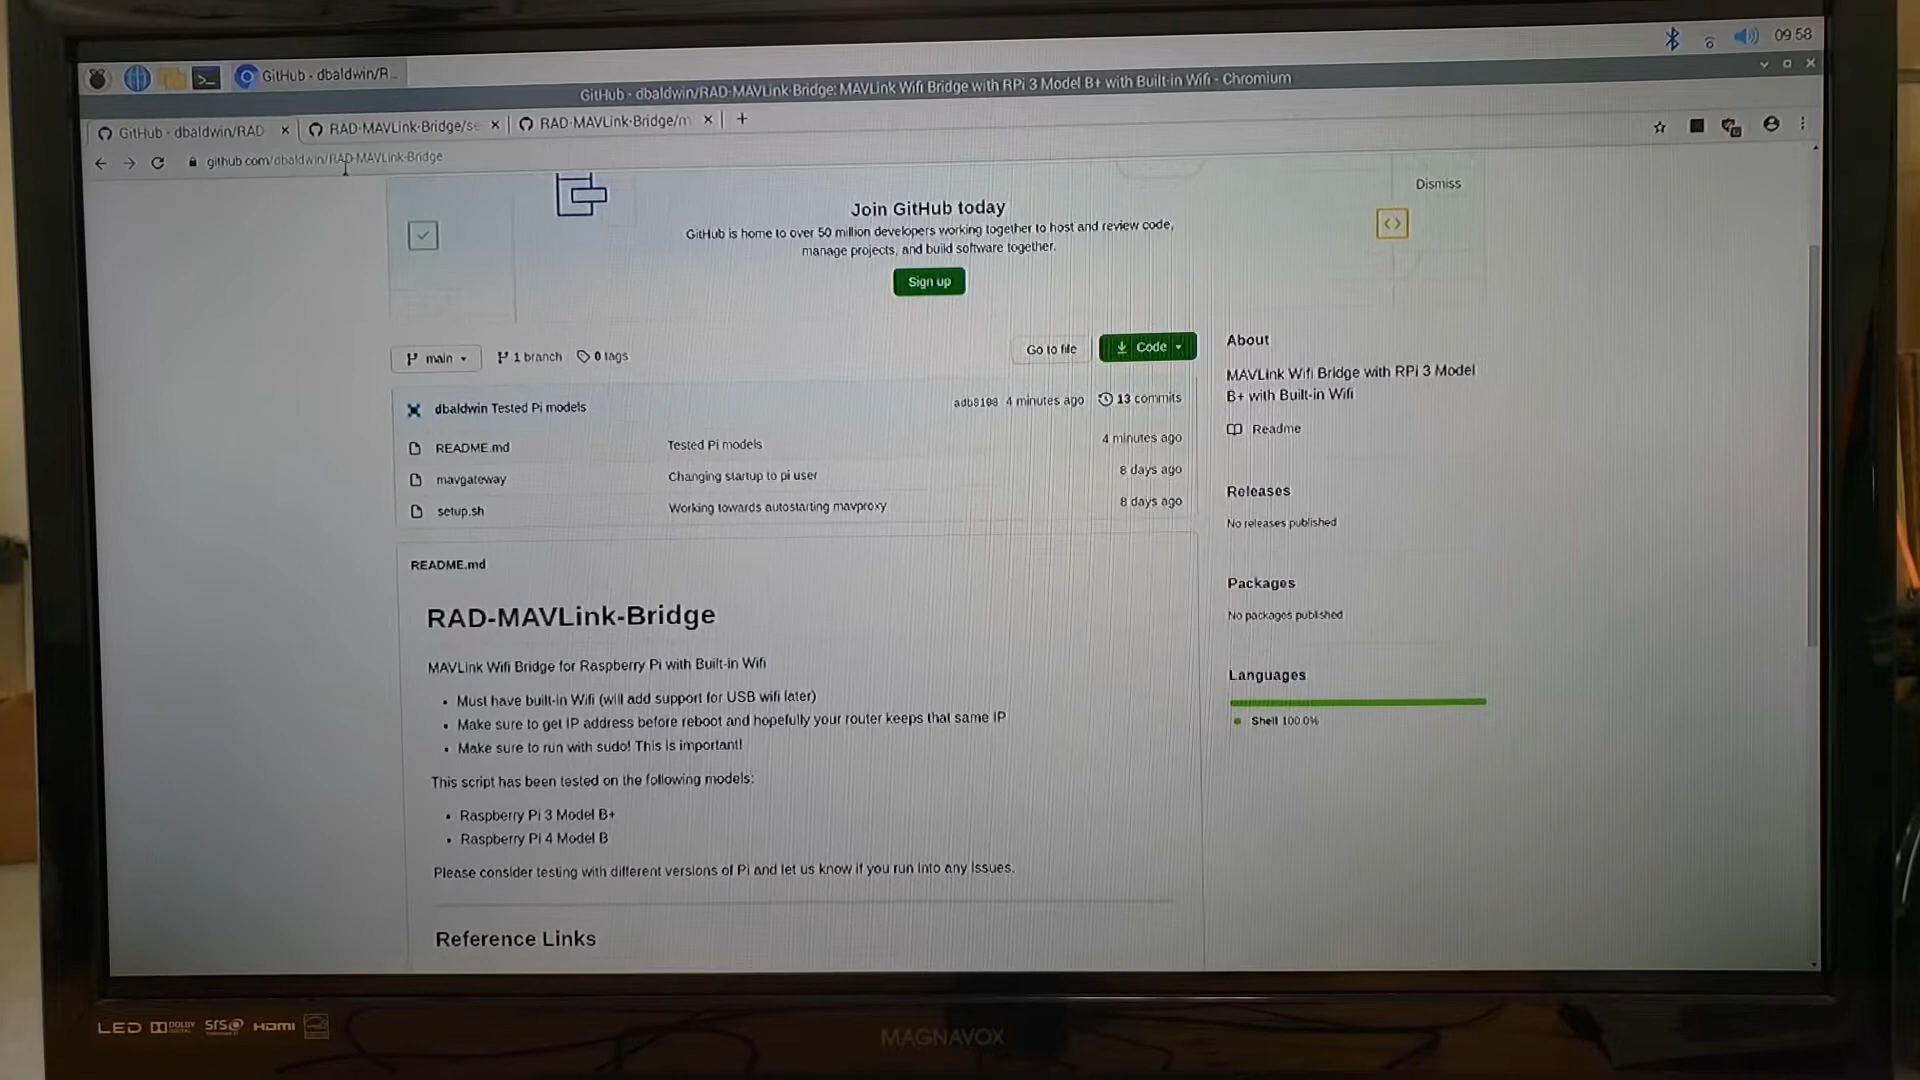 09:58
GitHub - dbaldwin/R...
GitHub - dbaldwin/RAD-MAVLink-Bridge: MAVLink Wifi Bridge with RPi 3 Model B+ with Built-in Wifi - Chromium
GitHub - dbaldwin/RAD
RAD-MAVLink-Bridge/se
RAD-MAVLink-Bridge/m
github.com/dbaldwin/RAD-MAVLink-Bridge
Dismiss
Join GitHub today
GitHub is home to over 50 million developers working together to host and review code,
manage projects, and build software together.
Sign up
main
1 branch
0 tags
Go to file
Code
dbaldwin Tested Pi models
adb8108 4 minutes ago
13 commits
README.md
Tested Pi models
4 minutes ago
mavgateway
Changing startup to pi user
8 days ago
setup.sh
Working towards autostarting mavproxy
8 days ago
About
MAVLink Wifi Bridge with RPi 3 Model
B+ with Built-in Wifi
Readme
Releases
No releases published
Packages
No packages published
Languages
Shell 100.0%
README.md
RAD-MAVLink-Bridge
MAVLink Wifi Bridge for Raspberry Pi with Built-in Wifi
• Must have built-in Wifi (will add support for USB wifi later)
• Make sure to get IP address before reboot and hopefully your router keeps that same IP
• Make sure to run with sudo! This is important!
This script has been tested on the following models:
• Raspberry Pi 3 Model B+
• Raspberry Pi 4 Model B
Please consider testing with different versions of Pi and let us know if you run into any issues.
Reference Links
LED DOLBY DIGITAL SRS HDMI
MAGNAVOX